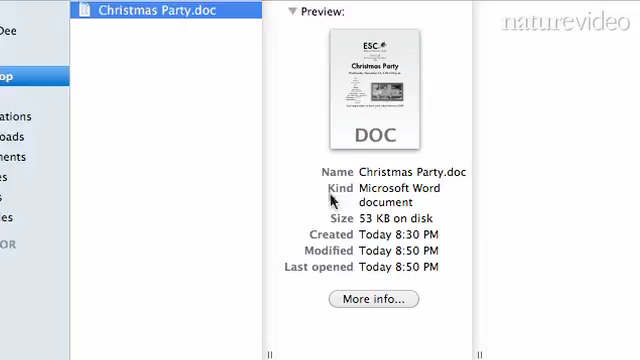 Christmas Party.doc
Preview:
naturevideo
Dee
op
ations
oads
ments
es
s
les
OR
ESC
Christmas Party
DOC
Name Christmas Party.doc
Kind Microsoft Word
document
Size 53 KB on disk
Created Today 8:30 PM
Modified Today 8:50 PM
Last opened Today 8:50 PM
More info...